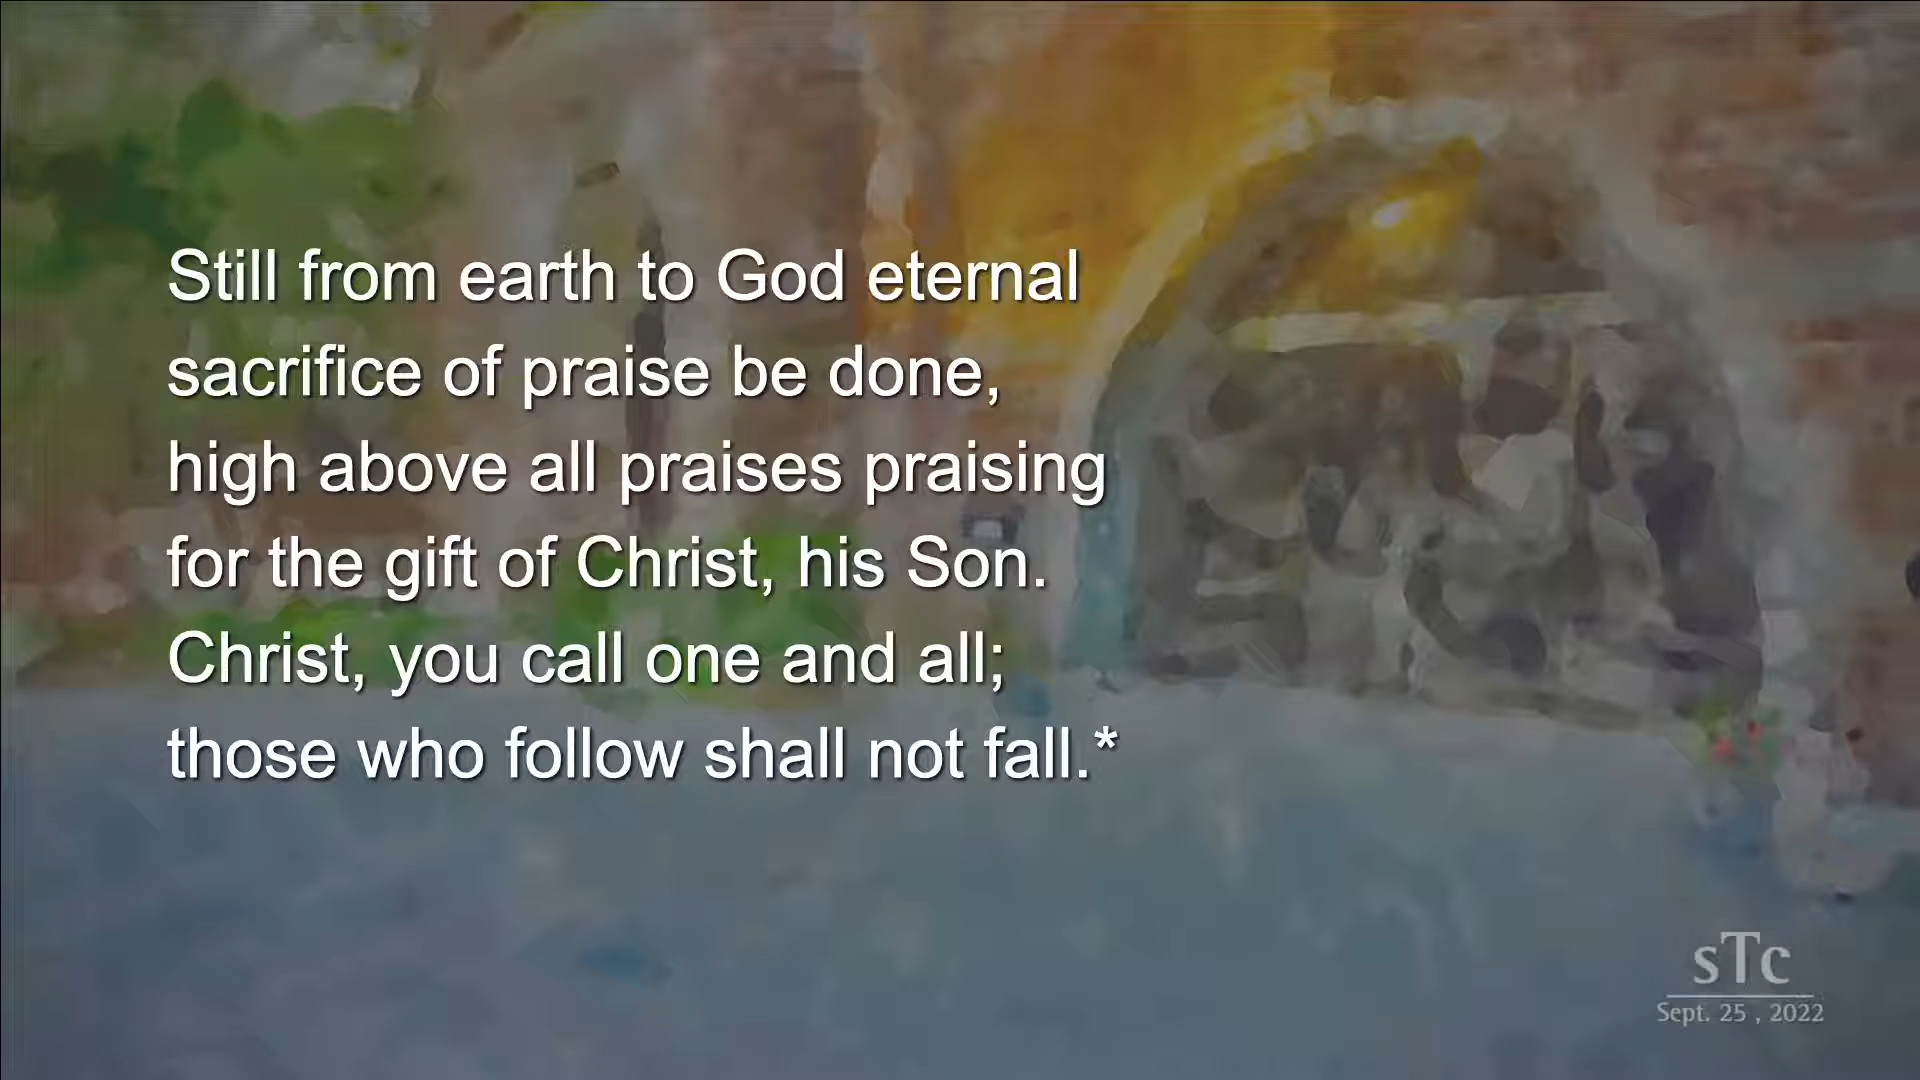 Still from earth to God eternal
sacrifice of praise be done,
high above all praises praising
for the gift of Christ, his Son.
Christ, you call one and all;
those who follow shall not fall.*
sTc
Sept. 25 , 2022